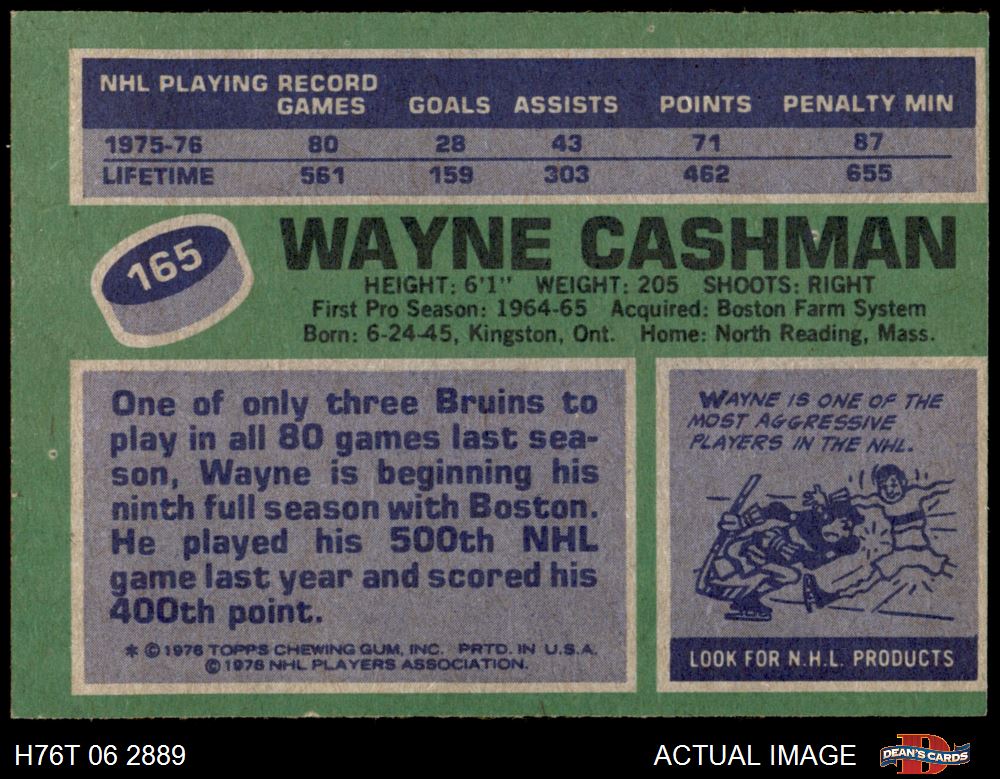 NHL PLAYING RECORD
GAMES GOALS ASSISTS POINTS PENALTY MIN
1975-76 80 28 43 71 87
LIFETIME 561 159 303 462 655
165
WAYNE CASHMAN
HEIGHT: 6'1" WEIGHT: 205 SHOOTS: RIGHT
First Pro Season: 1964-65 Acquired: Boston Farm System
Born: 6-24-45, Kingston, Ont. Home: North Reading, Mass.
One of only three Bruins to
play in all 80 games last sea-
son, Wayne is beginning his
ninth full season with Boston.
He played his 500th NHL
game last year and scored his
400th point.
* © 1976 TOPPS CHEWING GUM, INC. PRTD. IN U.S.A.
© 1976 NHL PLAYERS ASSOCIATION.
WAYNE IS ONE OF THE
MOST AGGRESSIVE
PLAYERS IN THE NHL.
LOOK FOR N.H.L. PRODUCTS
H76T 06 2889
ACTUAL IMAGE
D
DEAN'S CARDS